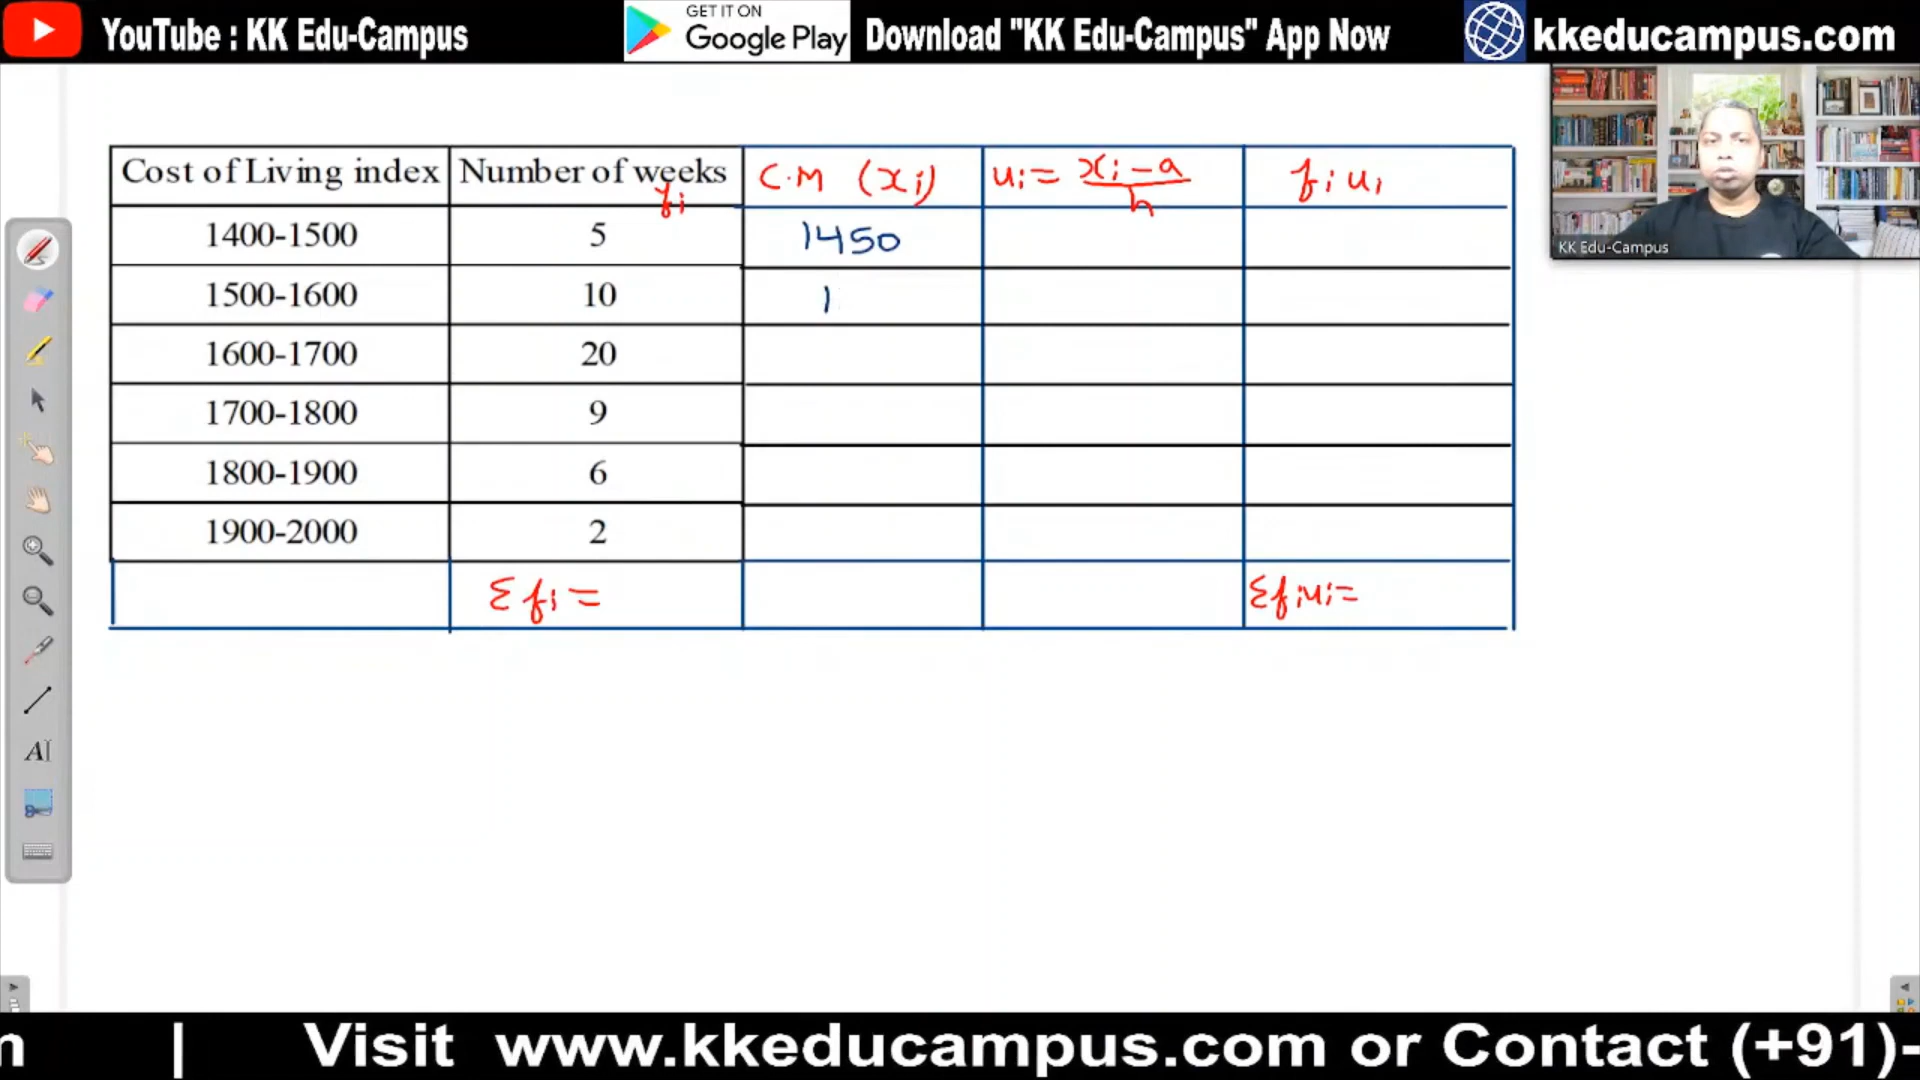 YouTube : KK Edu-Campus
GET IT ON
Google Play
Download "KK Edu-Campus" App Now
kkeducampus.com
KK Edu-Campus
Cost of Living index Number of weeks fi C.M (xi) ui = xi - a / h fi ui
1400-1500 5 1450
1500-1600 10 1
1600-1700 20
1700-1800 9
1800-1900 6
1900-2000 2
Σfi = Σfiui =
AI
m | Visit www.kkeducampus.com or Contact (+91)-